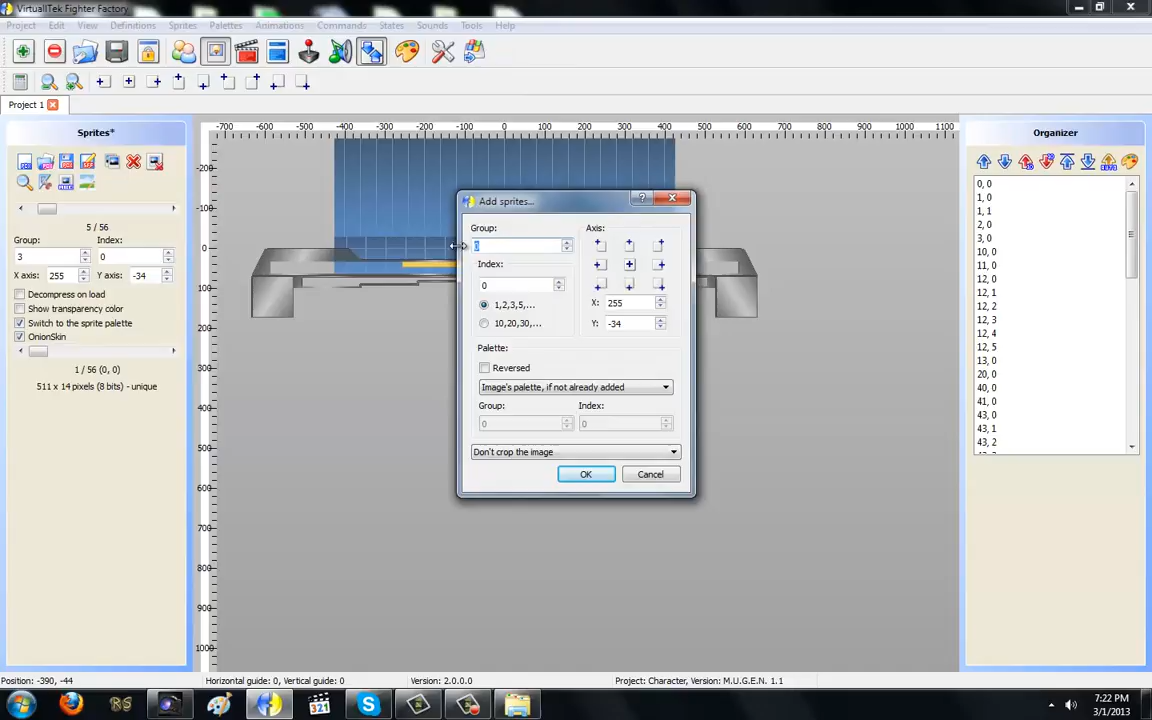 VirtuallTek Fighter Factory
Project Edit View Definitions Sprites Palettes Animations Commands States Sounds Tools Help
Project 1
Sprites*
5 / 56
Group: Index:
3 0
X axis: 255 Y axis: -34
Decompress on load
Show transparency color
Switch to the sprite palette
OnionSkin
1 / 56 (0, 0)
511 x 14 pixels (8 bits) - unique
-700 -600 -500 -400 -300 -200 -100 0 100 200 300 400 500 600 700 800 900 1000 1100
-200
-100
0
100
200
300
400
500
600
700
800
900
1000
Add sprites...
Group:
0
Index:
0
1,2,3,5,...
10,20,30,...
Axis:
X: 255
Y: -34
Palette:
Reversed
Image's palette, if not already added
Group: Index:
0 0
Don't crop the image
OK Cancel
Organizer
0, 0
1, 0
1, 1
2, 0
3, 0
10, 0
11, 0
12, 0
12, 1
12, 2
12, 3
12, 4
12, 5
13, 0
20, 0
40, 0
41, 0
43, 0
43, 1
43, 2
Position: -390, -44 Horizontal guide: 0, Vertical guide: 0 Version: 2.0.0.0 Project: Character, Version: M.U.G.E.N. 1.1
RS
321
7:22 PM
3/1/2013